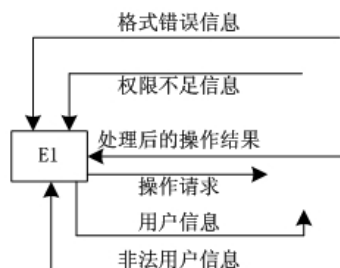 格式错误信息
权限不足信息
处理后的操作结果
E1
操作请求
用户信息
非法用户信息